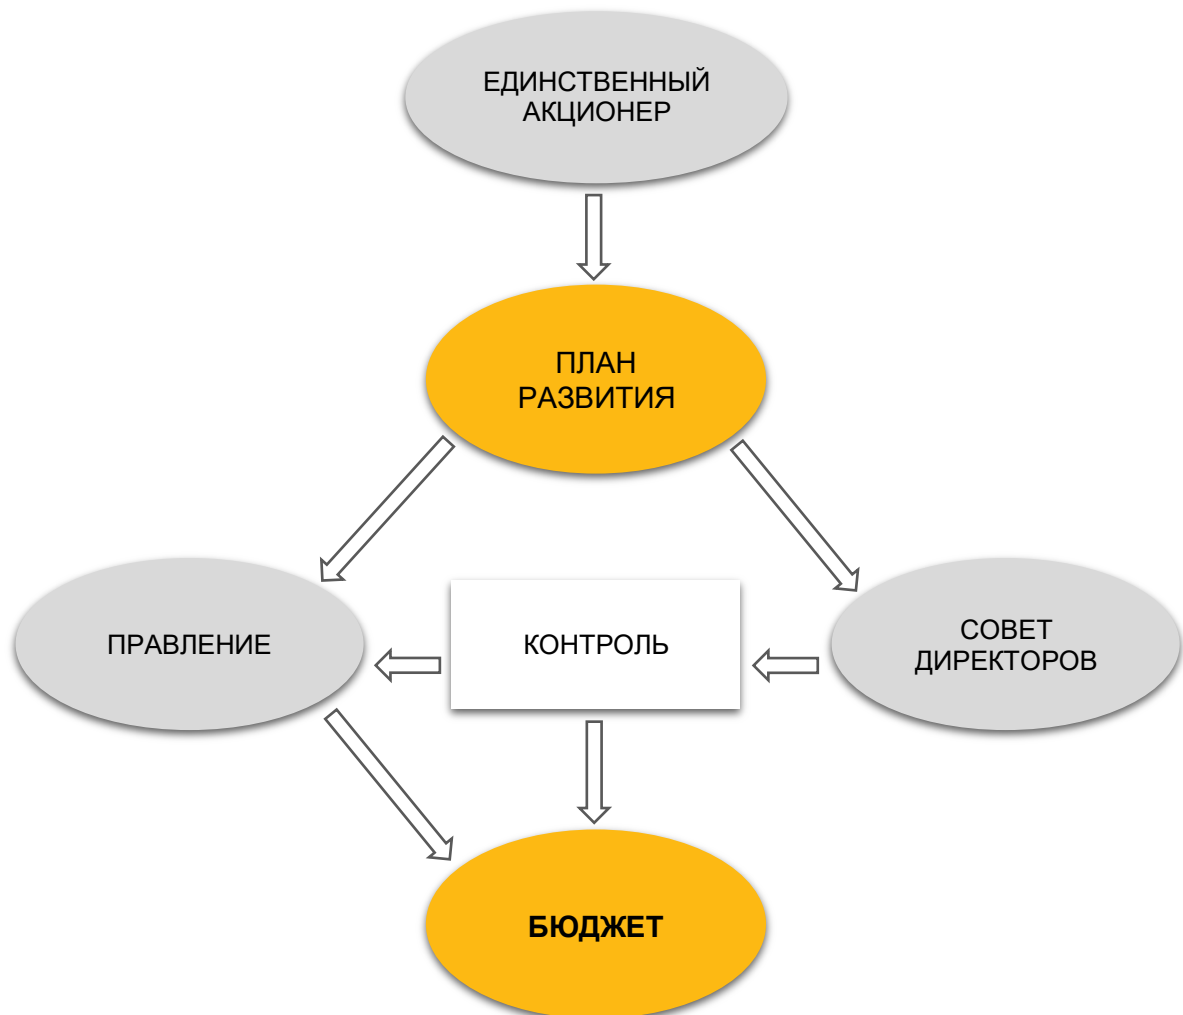 ЕДИНСТВЕННЫЙ
АКЦИОНЕР
ПЛАН
РАЗВИТИЯ
ПРАВЛЕНИЕ
КОНТРОЛЬ
СОВЕТ
ДИРЕКТОРОВ
БЮДЖЕТ